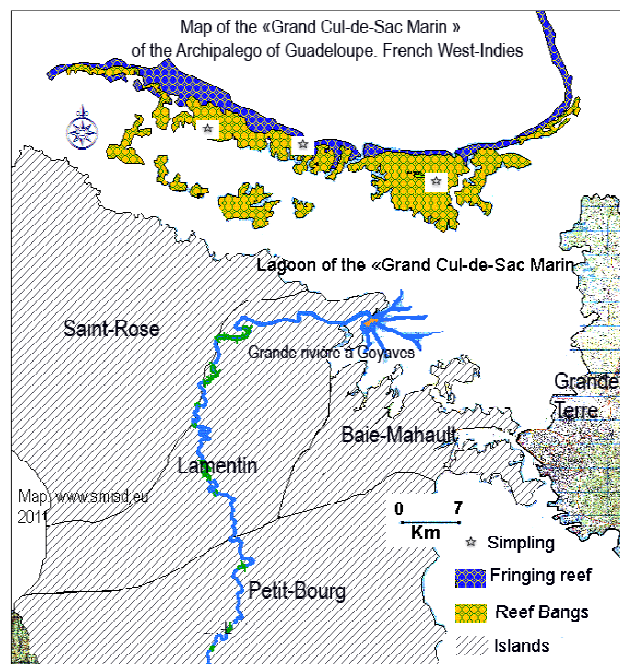 Map of the «Grand Cul-de-Sac Marin »
of the Archipalego of Guadeloupe. French West-Indies
Lagoon of the «Grand Cul-de-Sac Marin
Saint-Rose
Grande rivière à Goyaves
Grande
Terre
Baie-Mahault
Lamentin
Map www.smisd.eu
2011
0 7
Km
Simpling
Fringing reef
Petit-Bourg
Reef Bangs
Islands